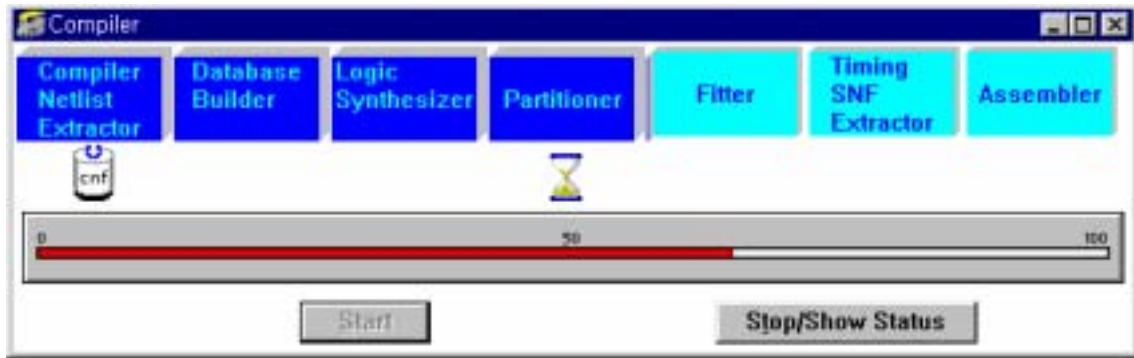 Compiler
Compiler
Netlist
Extractor
Database
Builder
Logic
Synthesizer
Partitioner
Fitter
Timing
SNF
Extractor
Assembler
cnf
0 50 100
Start
Stop/Show Status